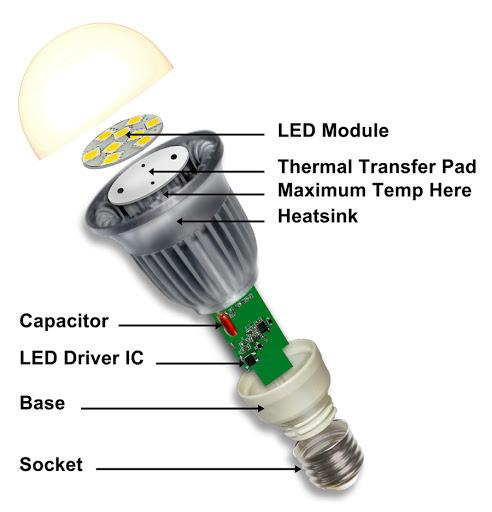 LED Module
Thermal Transfer Pad
Maximum Temp Here
Heatsink
Capacitor
LED Driver IC
Base
Socket